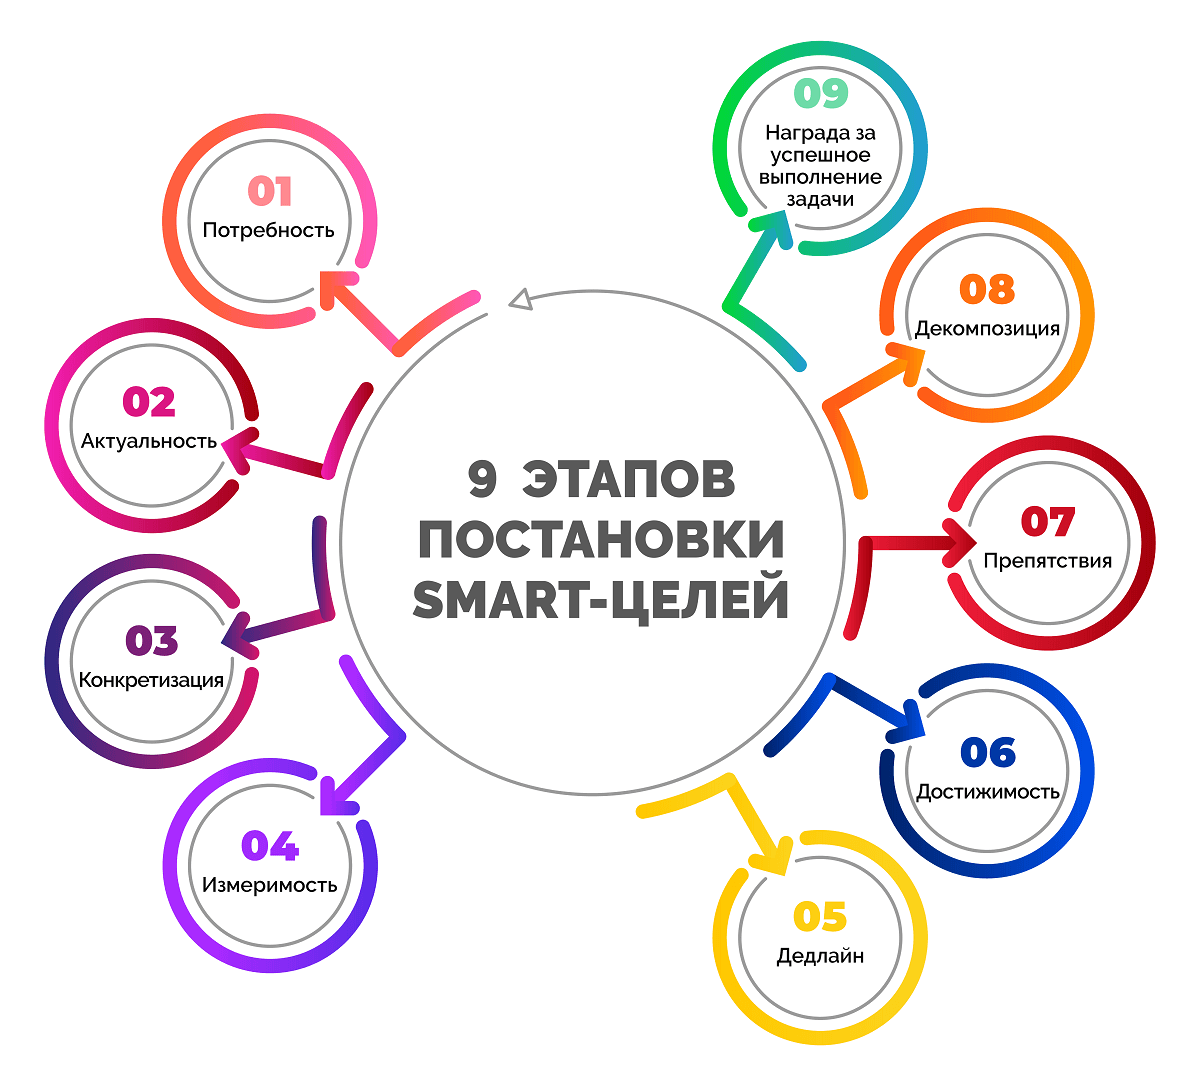 9 ЭТАПОВ
ПОСТАНОВКИ
SMART-ЦЕЛЕЙ
01
Потребность
02
Актуальность
03
Конкретизация
04
Измеримость
05
Дедлайн
06
Достижимость
07
Препятствия
08
Декомпозиция
09
Награда за
успешное
выполнение
задачи